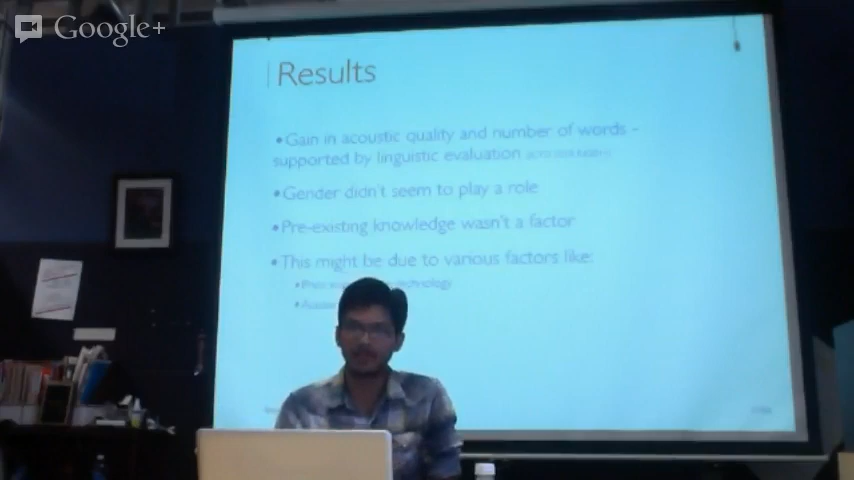 Google+
Results
•Gain in acoustic quality and number of words -
supported by linguistic evaluation
•Gender didn't seem to play a role
•Pre-existing knowledge wasn't a factor
•This might be due to various factors like:
technology